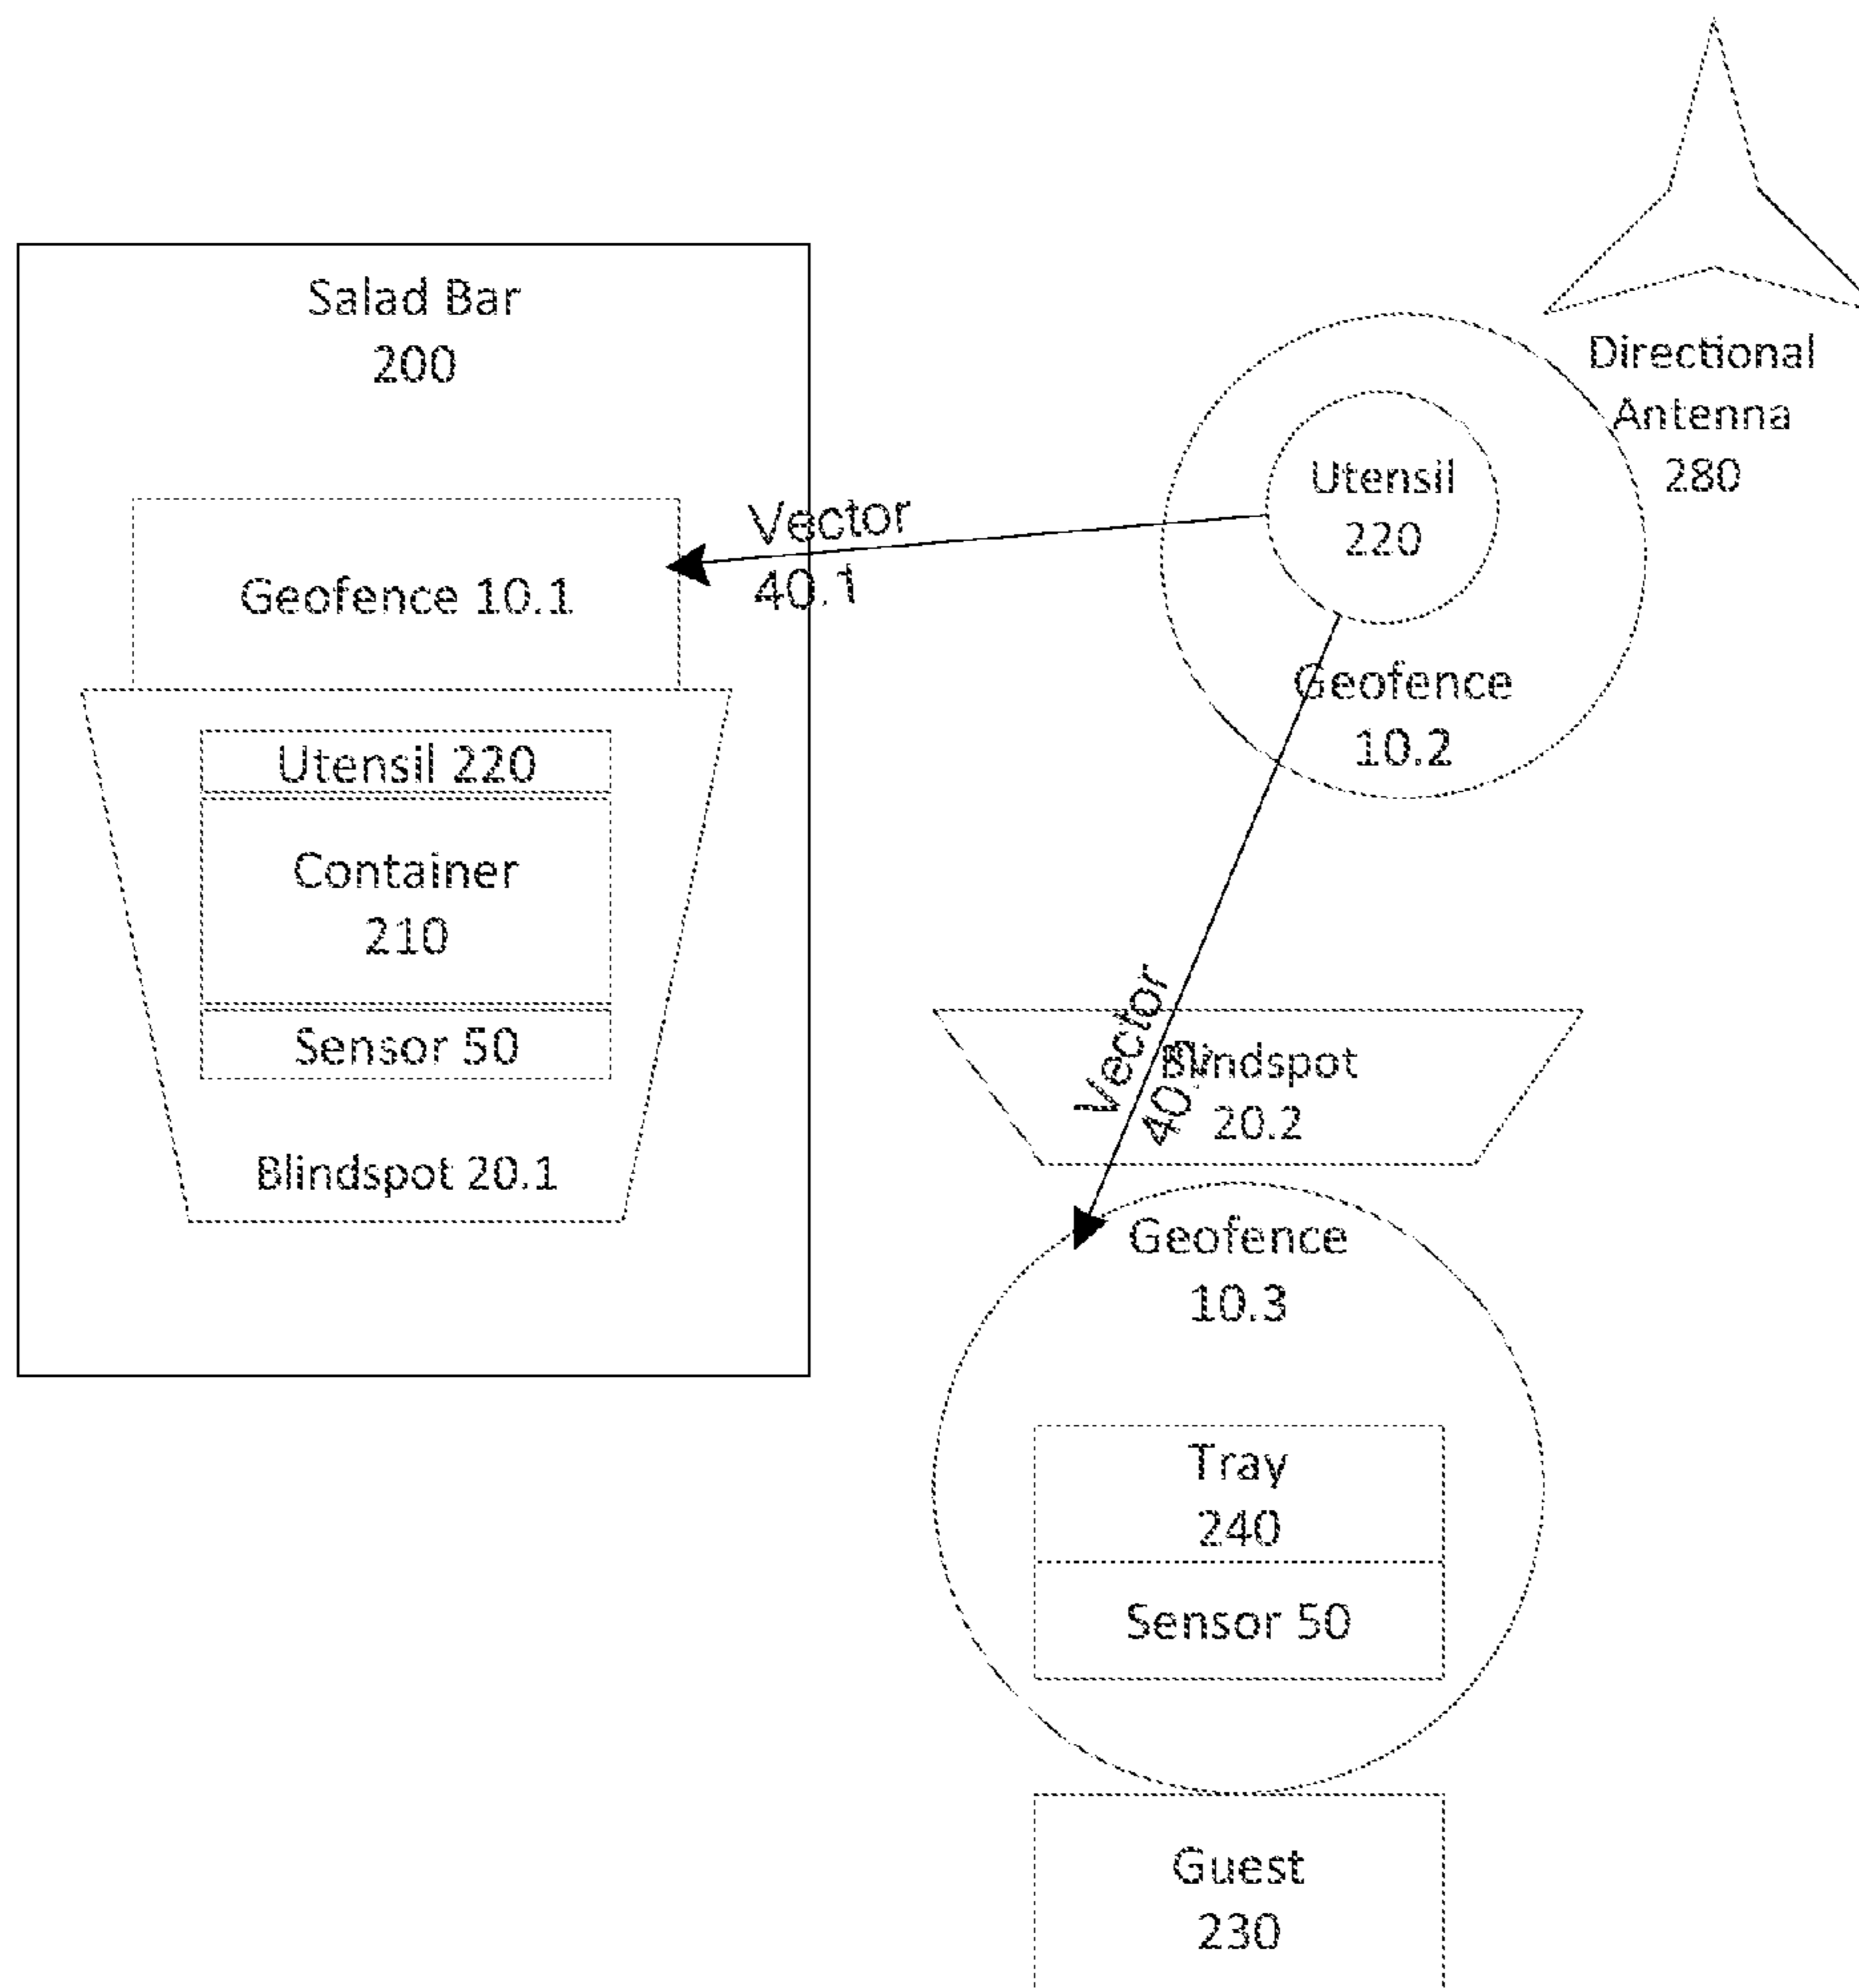 Salad Bar
200
Geofence 10.1
Utensil 220
Container
210
Sensor 50
Blindspot 20.1
Vector
40.1
Directional
Antenna
280
Utensil
220
Geofence
10.2
Vector
Blindspot
20.2
Geofence
10.3
Tray
240
Sensor 50
Guest
230